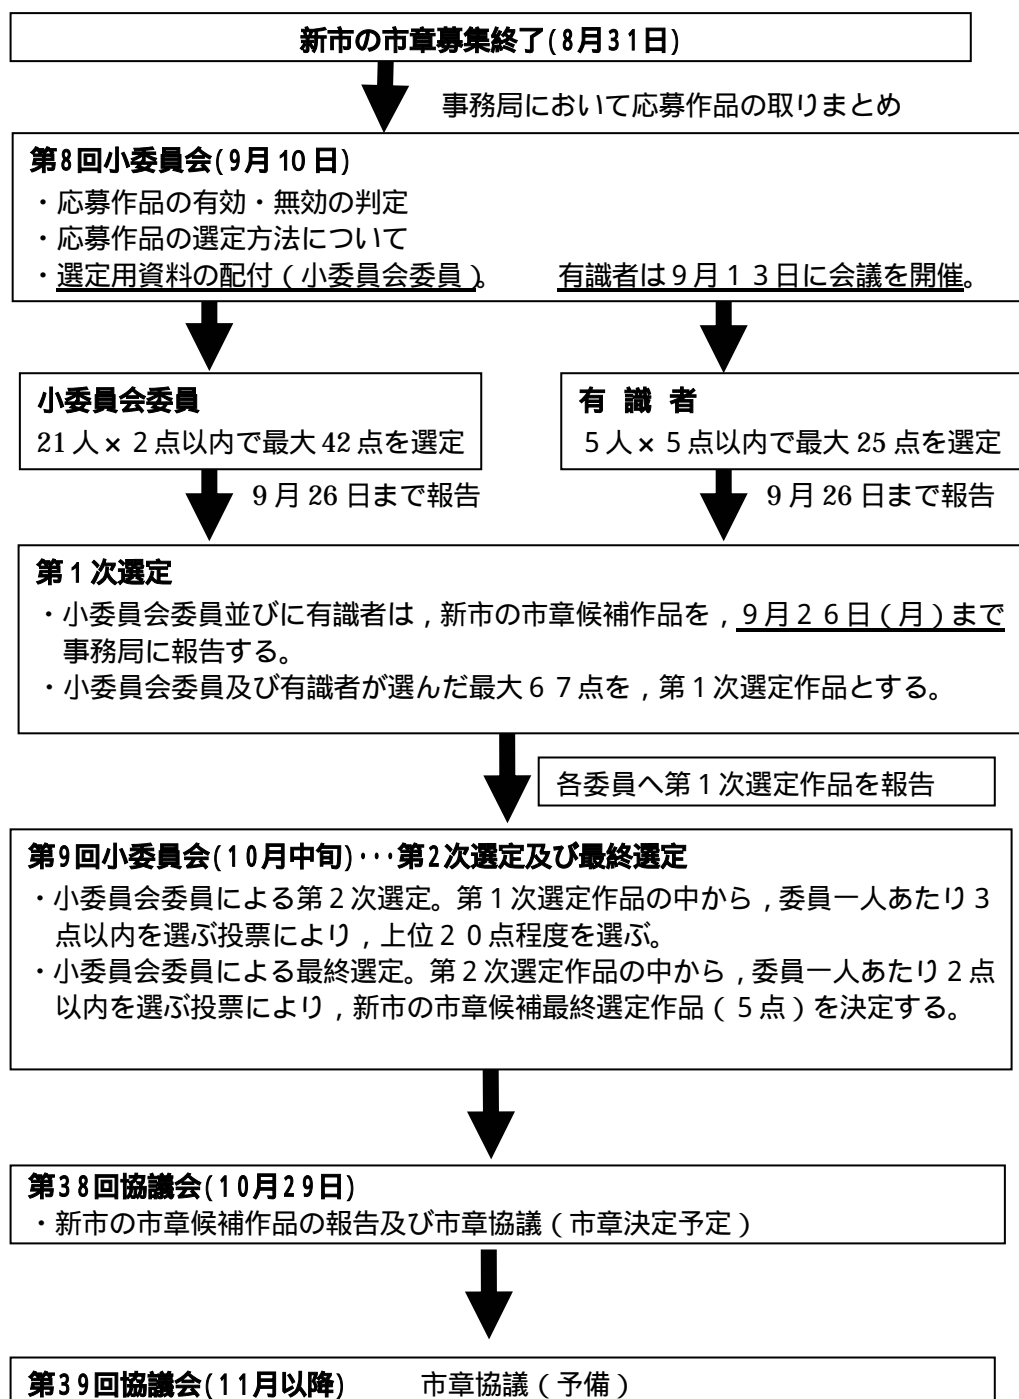 新市の市章募集終了(8月31日)
事務局において応募作品の取りまとめ
第8回小委員会(9月10日)
・応募作品の有効・無効の判定
・応募作品の選定方法について
・選定用資料の配付(小委員会委員)。 有識者は9月13日に会議を開催。
小委員会委員
21人×2点以内で最大42点を選定
有 識 者
5人×5点以内で最大25点を選定
9月26日まで報告
9月26日まで報告
第1次選定
・小委員会委員並びに有識者は,新市の市章候補作品を,9月26日(月)まで
事務局に報告する。
・小委員会委員及び有識者が選んだ最大67点を,第1次選定作品とする。
各委員へ第1次選定作品を報告
第9回小委員会(10月中旬)・・・第2次選定及び最終選定
・小委員会委員による第2次選定。第1次選定作品の中から,委員一人あたり3
点以内を選ぶ投票により,上位20点程度を選ぶ。
・小委員会委員による最終選定。第2次選定作品の中から,委員一人あたり2点
以内を選ぶ投票により,新市の市章候補最終選定作品(5点)を決定する。
第38回協議会(10月29日)
・新市の市章候補作品の報告及び市章協議(市章決定予定)
第39回協議会(11月以降) 市章協議(予備)